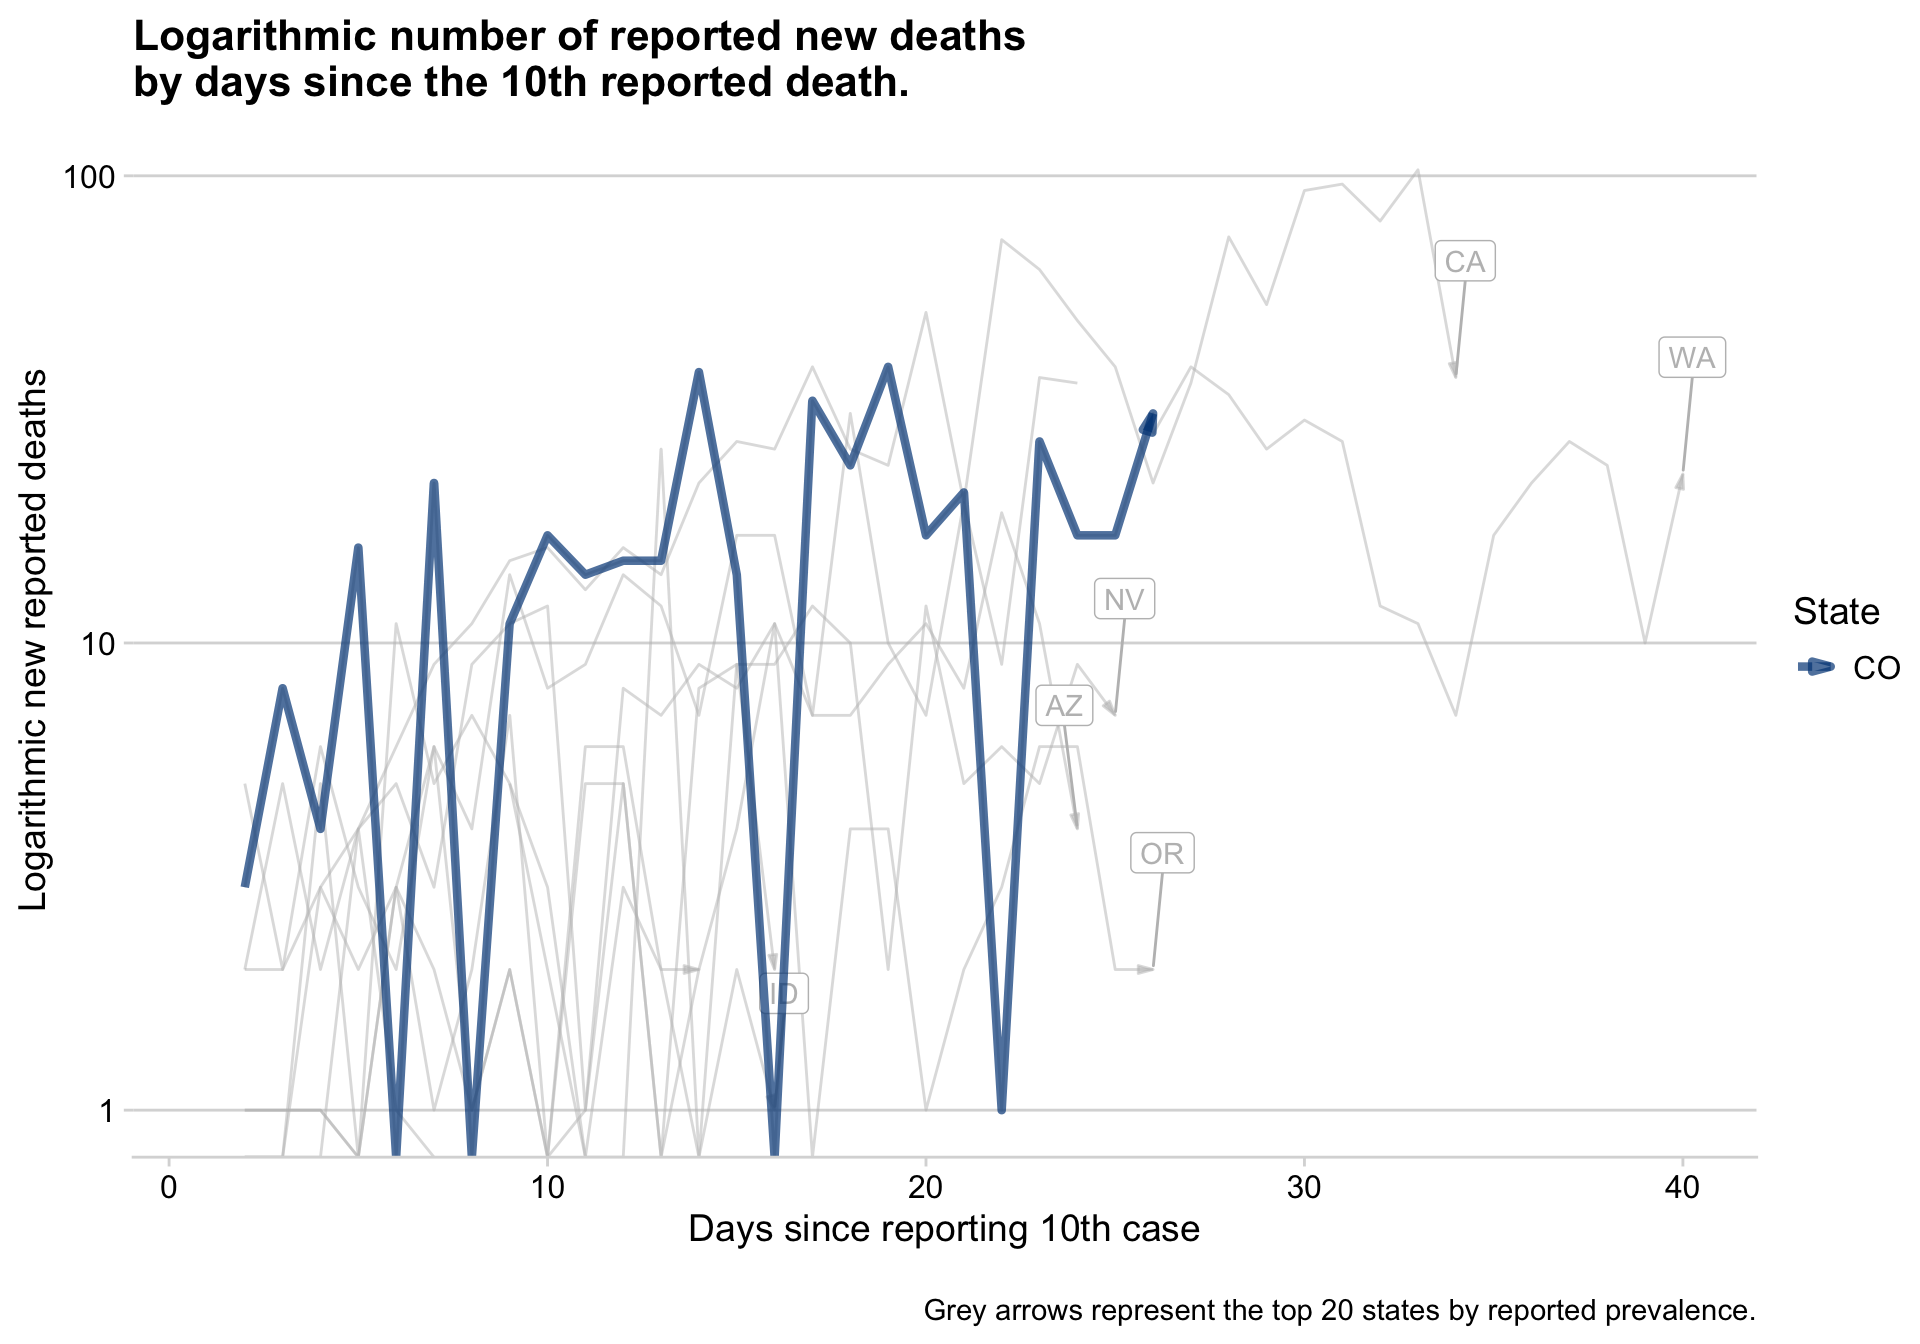 Logarithmic number of reported new deaths
by days since the 10th reported death.
Logarithmic new reported deaths
100
10
1
CA
WA
NV
AZ
OR
ID
State
CO
0 10 20 30 40
Days since reporting 10th case
Grey arrows represent the top 20 states by reported prevalence.